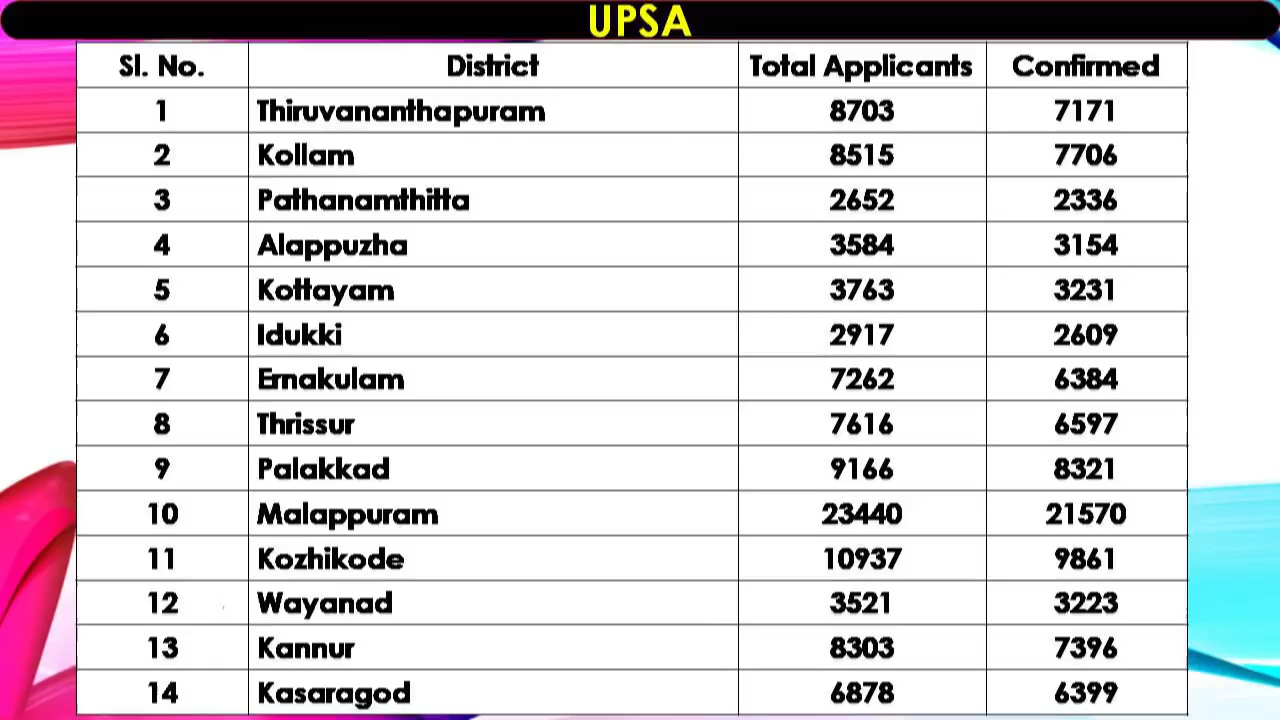 UPSA
Sl. No. District Total Applicants Confirmed
1 Thiruvananthapuram 8703 7171
2 Kollam 8515 7706
3 Pathanamthitta 2652 2336
4 Alappuzha 3584 3154
5 Kottayam 3763 3231
6 Idukki 2917 2609
7 Ernakulam 7262 6384
8 Thrissur 7616 6597
9 Palakkad 9166 8321
10 Malappuram 23440 21570
11 Kozhikode 10937 9861
12 Wayanad 3521 3223
13 Kannur 8303 7396
14 Kasaragod 6878 6399